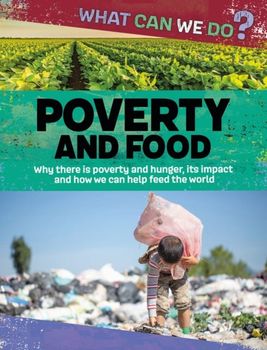 WHAT CAN WE DO?
POVERTY
AND FOOD
Why there is poverty and hunger, its impact
and how we can help feed the world